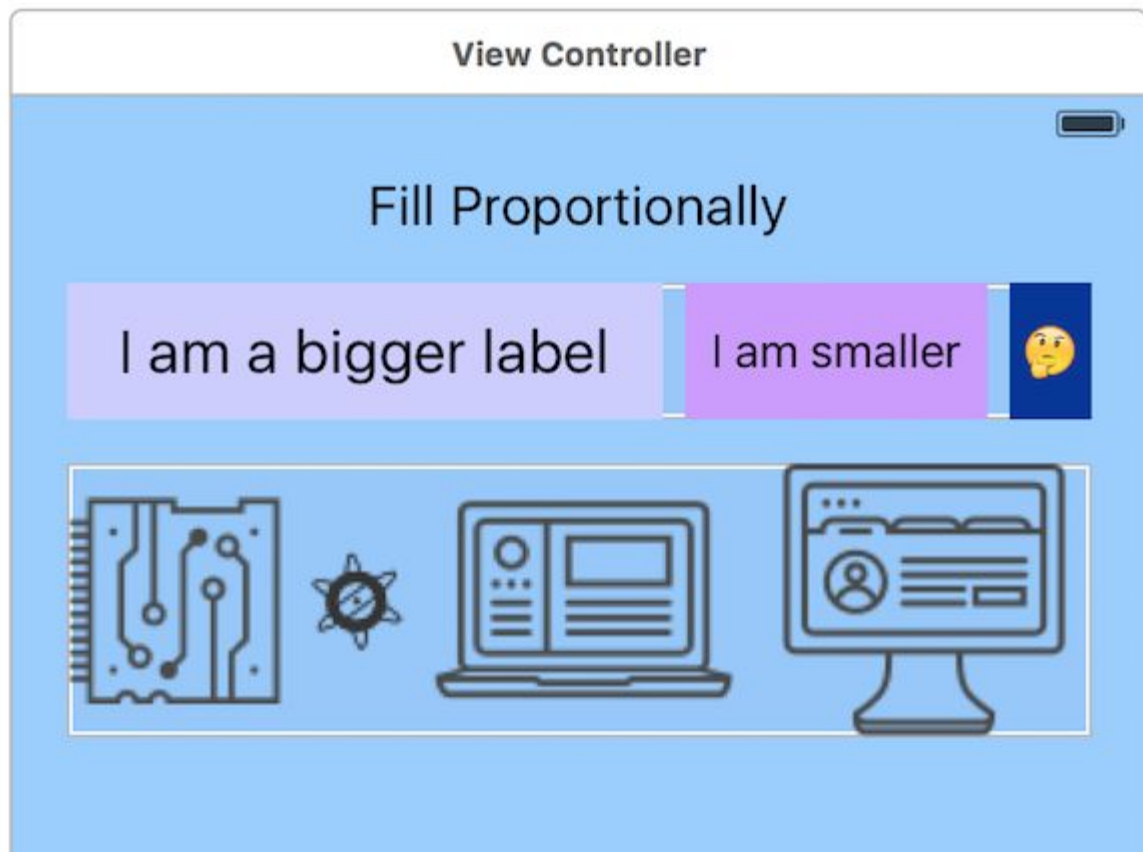 View Controller
Fill Proportionally
I am a bigger label
I am smaller
🤔